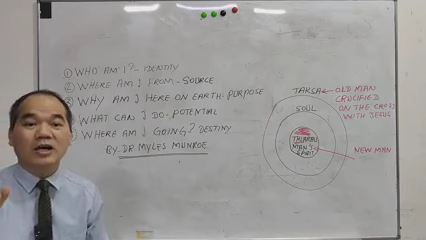 ① WHO AM I? - IDENTITY
② WHERE AM I FROM - SOURCE
③ WHY AM I HERE ON EARTH - PURPOSE
WHAT CAN I DO - POTENTIAL
WHERE AM I GOING? DESTINY
BY: DR MYLES MUNROE
TAKSA
SOUL
MAN'S
SPIRIT
OLD MAN
CRUCIFIED
ON THE CROSS
WITH JESUS
NEW MAN